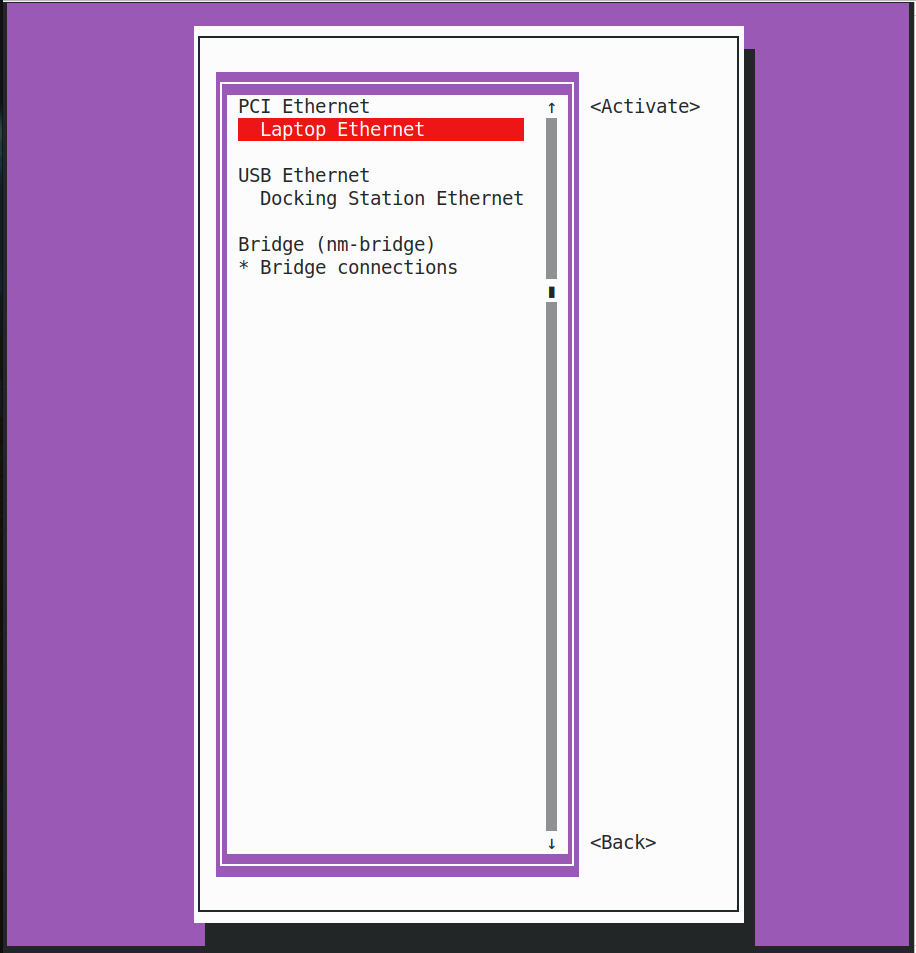 PCI Ethernet ↑ <Activate>
Laptop Ethernet
USB Ethernet
Docking Station Ethernet
Bridge (nm-bridge)
* Bridge connections
↓ <Back>